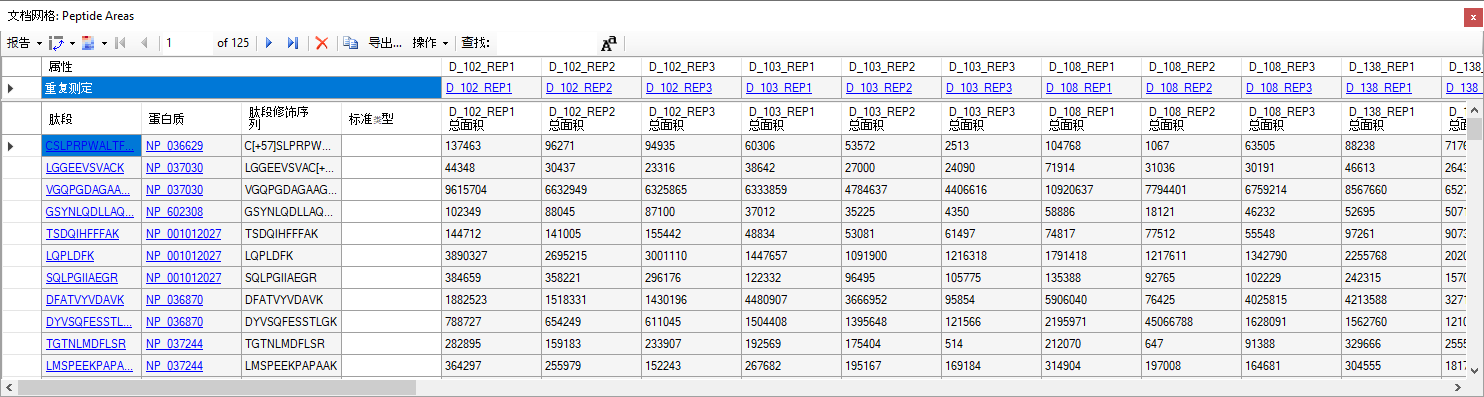 文档网格: Peptide Areas
报告 1 of 125 导出... 操作 查找:
属性 D_102_REP1 D_102_REP2 D_102_REP3 D_103_REP1 D_103_REP2 D_103_REP3 D_108_REP1 D_108_REP2 D_108_REP3 D_138_REP1 D_138
重复测定 D_102_REP1 D_102_REP2 D_102_REP3 D_103_REP1 D_103_REP2 D_103_REP3 D_108_REP1 D_108_REP2 D_108_REP3 D_138_REP1 D_138
肽段 蛋白质 肽段修饰序列 标准类型 D_102_REP1 总面积 D_102_REP2 总面积 D_102_REP3 总面积 D_103_REP1 总面积 D_103_REP2 总面积 D_103_REP3 总面积 D_108_REP1 总面积 D_108_REP2 总面积 D_108_REP3 总面积 D_138_REP1 总面积 D_1 总面
CSLPRPWALTF... NP_036629 C[+57]SLPRPW... 137463 96271 94935 60306 53572 2513 104768 1067 63505 88238 7176
LGGEEVSVACK NP_037030 LGGEEVSVAC[+... 44348 30437 23316 38642 27000 24090 71914 31036 30191 46613 2643
VGQPGDAGAA... NP_037030 VGQPGDAGAAG... 9615704 6632949 6325865 6333859 4784637 4406616 10920637 7794401 6759214 8567660 6527
GSYNLQDLLAQ... NP_602308 GSYNLQDLLAQ... 102349 88045 87100 37012 35225 4350 58886 18121 46232 52695 5071
TSDQIHFFFAK NP_001012027 TSDQIHFFFAK 144712 141005 155442 48834 53081 61497 74817 77512 55548 97261 9073
LQPLDFK NP_001012027 LQPLDFK 3890327 2695215 3001110 1447657 1091900 1216318 1791418 1217611 1342790 2255768 2020
SQLPGIIAEGR NP_001012027 SQLPGIIAEGR 384659 358221 296176 122332 96495 105775 135388 92765 102229 242315 1570
DFATVYVDAVK NP_036870 DFATVYVDAVK 1882523 1518331 1430196 4480907 3666952 95854 5906040 76425 4025815 4213588 3271
DYVSQFESSTL... NP_036870 DYVSQFESSTLGK 788727 654249 611045 1504408 1395648 121566 2195971 45066788 1628091 1562760 1210
TGTNLMDFLSR NP_037244 TGTNLMDFLSR 282895 159183 233907 192569 175404 514 212070 647 91388 329666 2555
LMSPEEKPAPA... NP_037244 LMSPEEKPAPAAK 364297 255979 152243 267682 195167 169184 314904 197008 164681 304555 1817